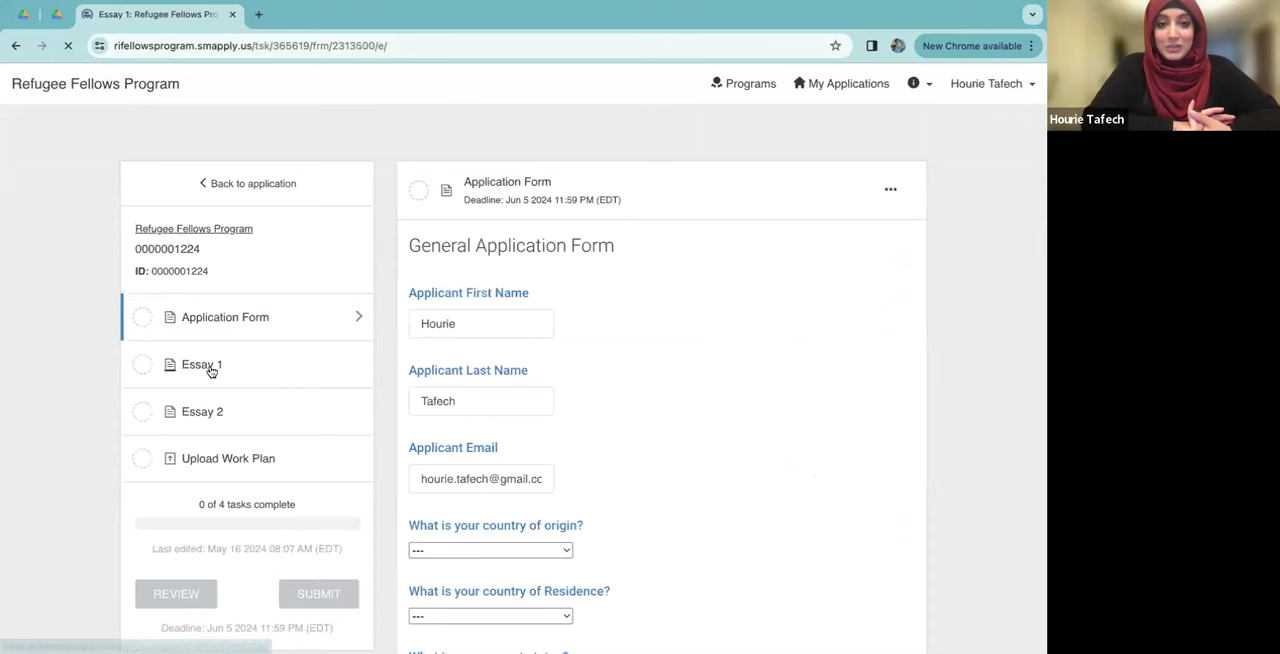 Essay 1: Refugee Fellows Pro
rifellowsprogram.smapply.us/tsk/365619/frm/2313500/e/
New Chrome available
Refugee Fellows Program
Programs
My Applications
Hourie Tafech
Hourie Tafech
Back to application
Refugee Fellows Program
0000001224
ID: 0000001224
Application Form
Essay 1
Essay 2
Upload Work Plan
0 of 4 tasks complete
Last edited: May 16 2024 08:07 AM (EDT)
REVIEW
SUBMIT
Deadline: Jun 5 2024 11:59 PM (EDT)
Application Form
Deadline: Jun 5 2024 11:59 PM (EDT)
General Application Form
Applicant First Name
Hourie
Applicant Last Name
Tafech
Applicant Email
hourie.tafech@gmail.cc
What is your country of origin?
---
What is your country of Residence?
---